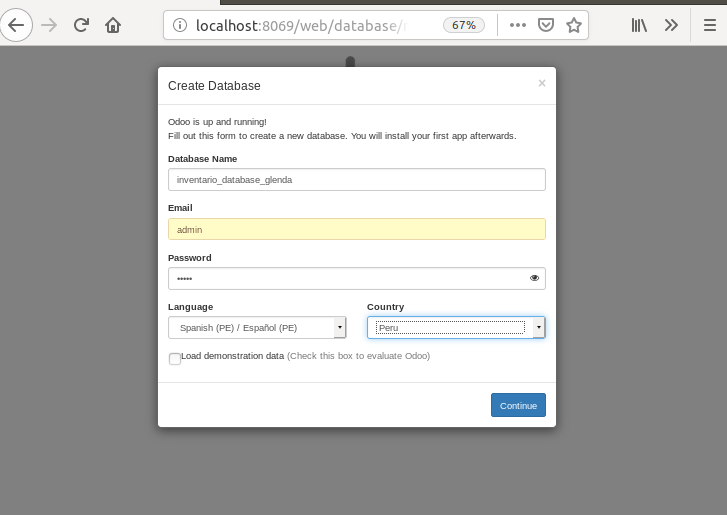 localhost:8069/web/database/
67%
Create Database
×
Odoo is up and running!
Fill out this form to create a new database. You will install your first app afterwards.
Database Name
inventario_database_glenda
Email
admin
Password
•••••
Language
Country
Spanish (PE) / Español (PE)
Peru
Load demonstration data (Check this box to evaluate Odoo)
Continue